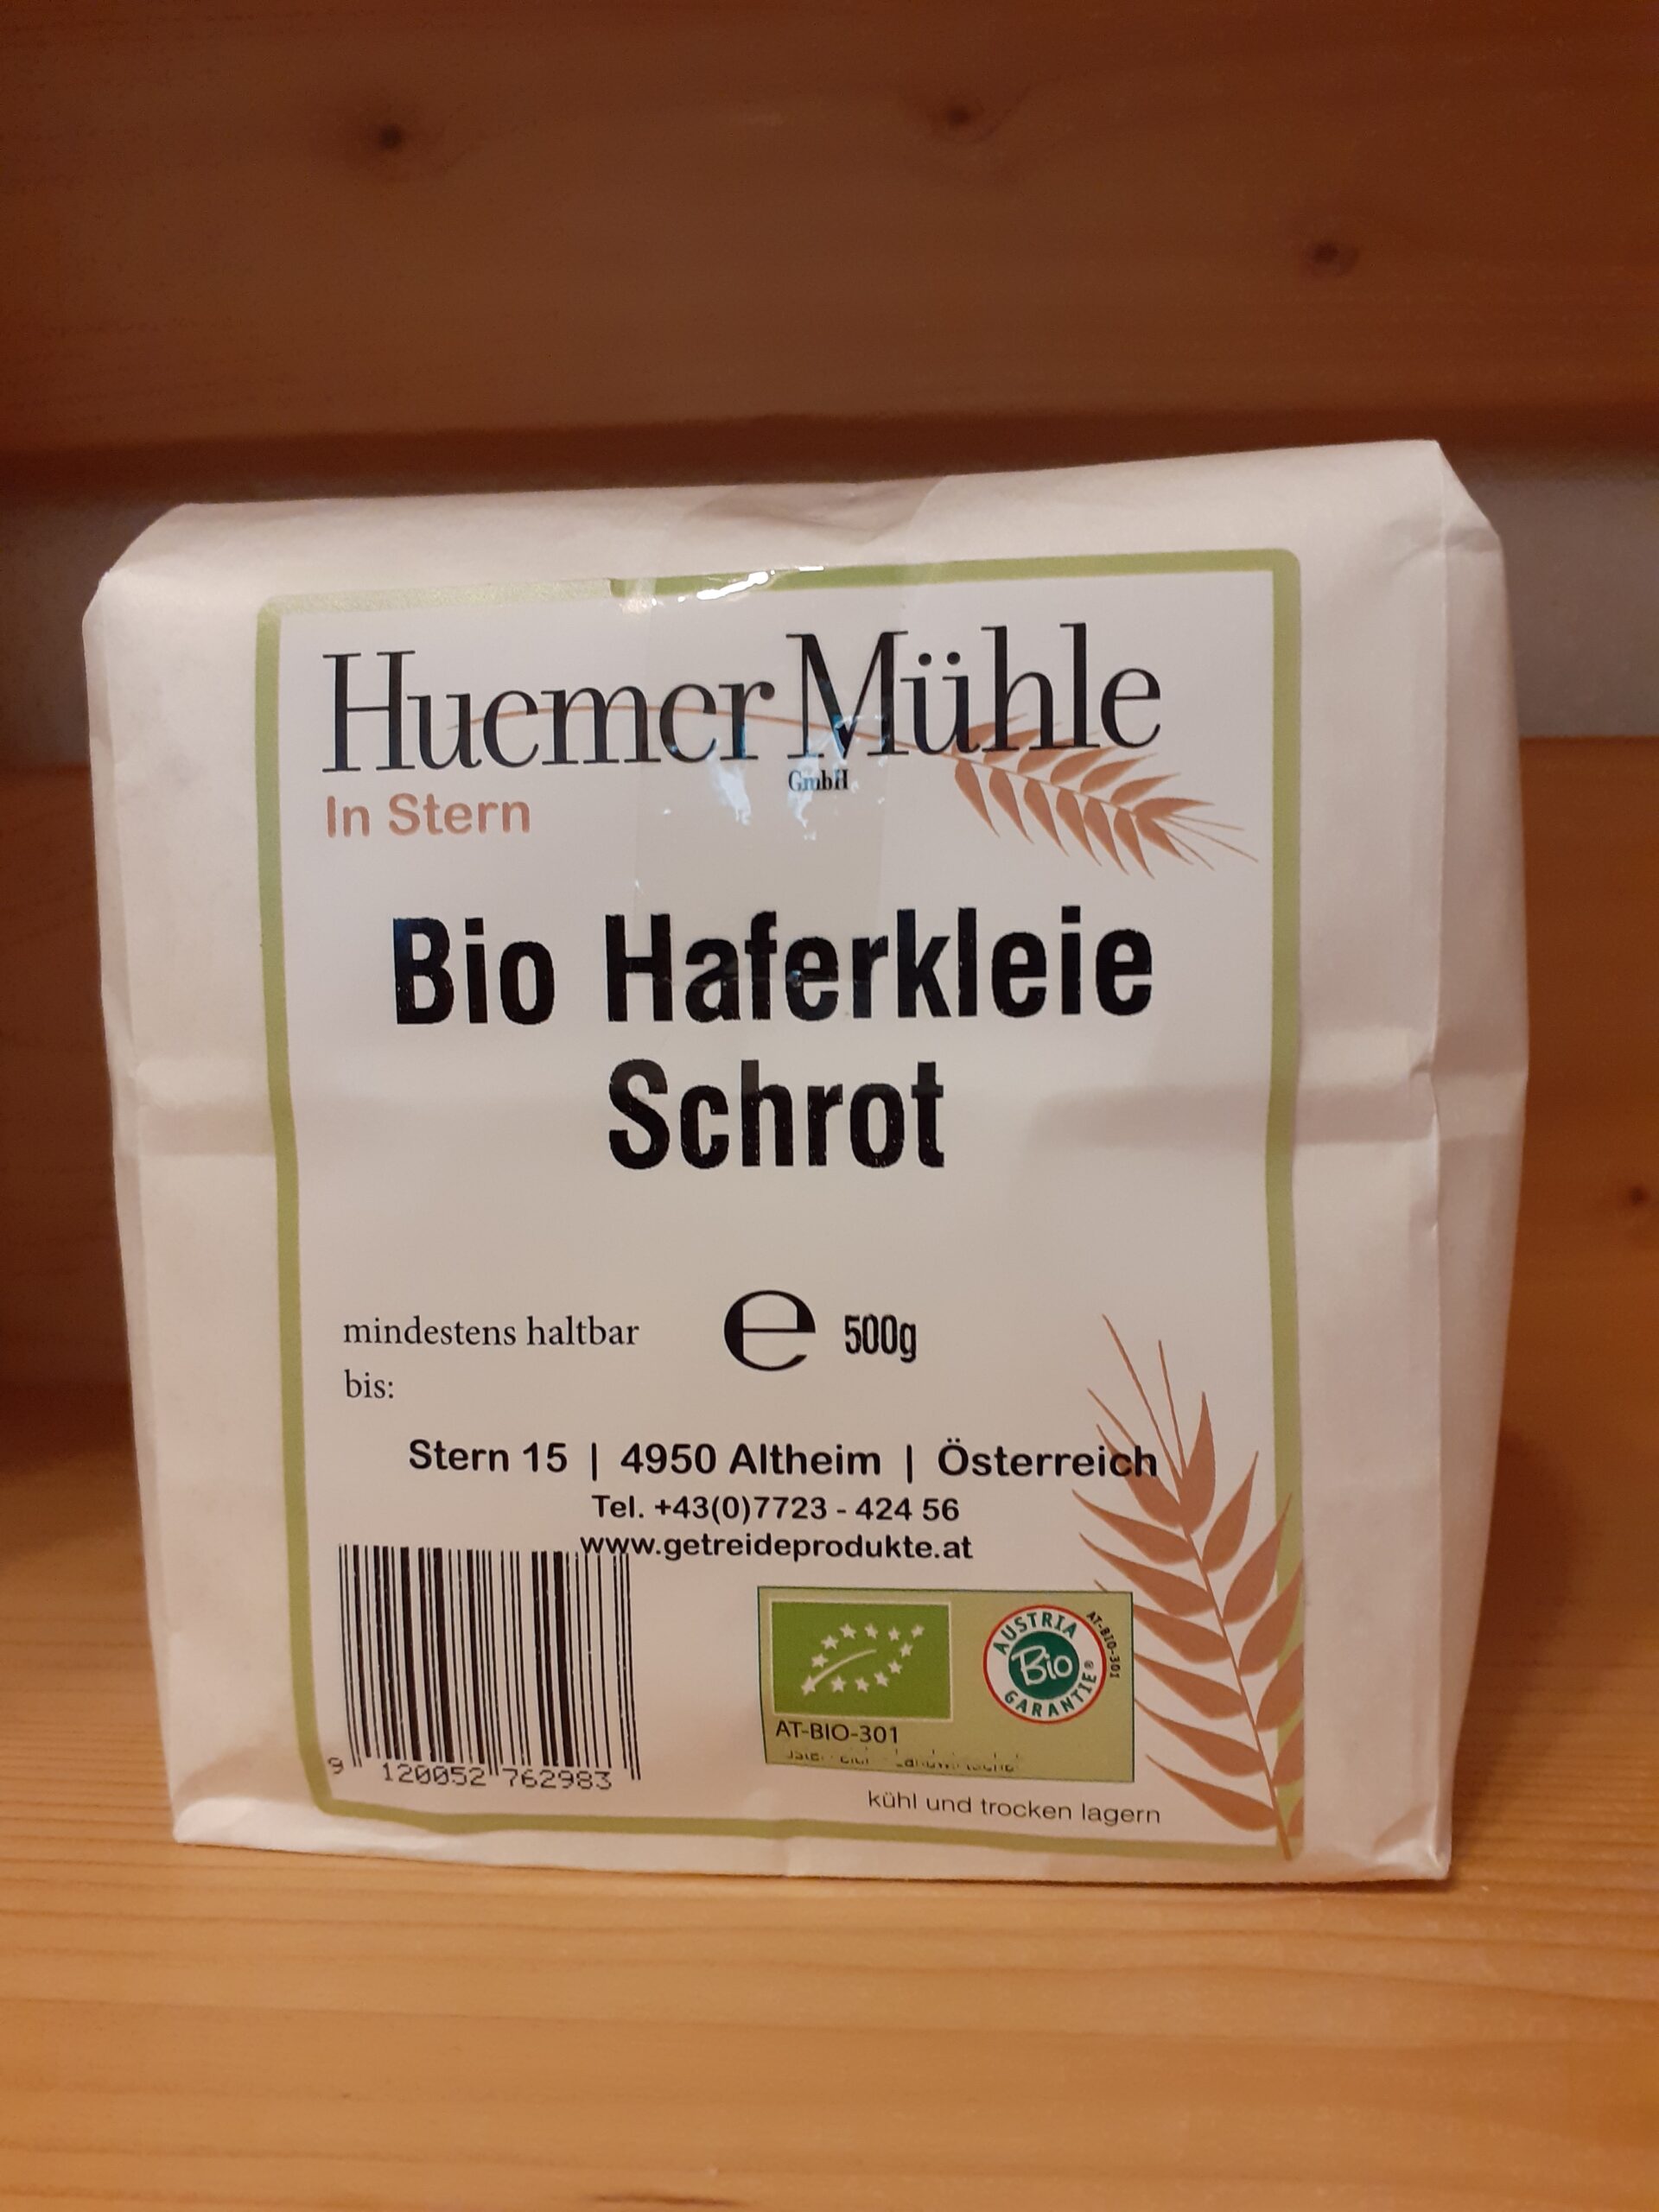 Huemer Mühle
GmbH
In Stern
Bio Haferkleie
Schrot
mindestens haltbar
bis:
e 500g
Stern 15 | 4950 Altheim | Österreich
Tel. +43(0)7723 - 424 56
www.getreideprodukte.at
9 120052 762983
AUSTRIA
Bio
GARANTIE®
AT-BIO-301
AT-BIO-301
kühl und trocken lagern